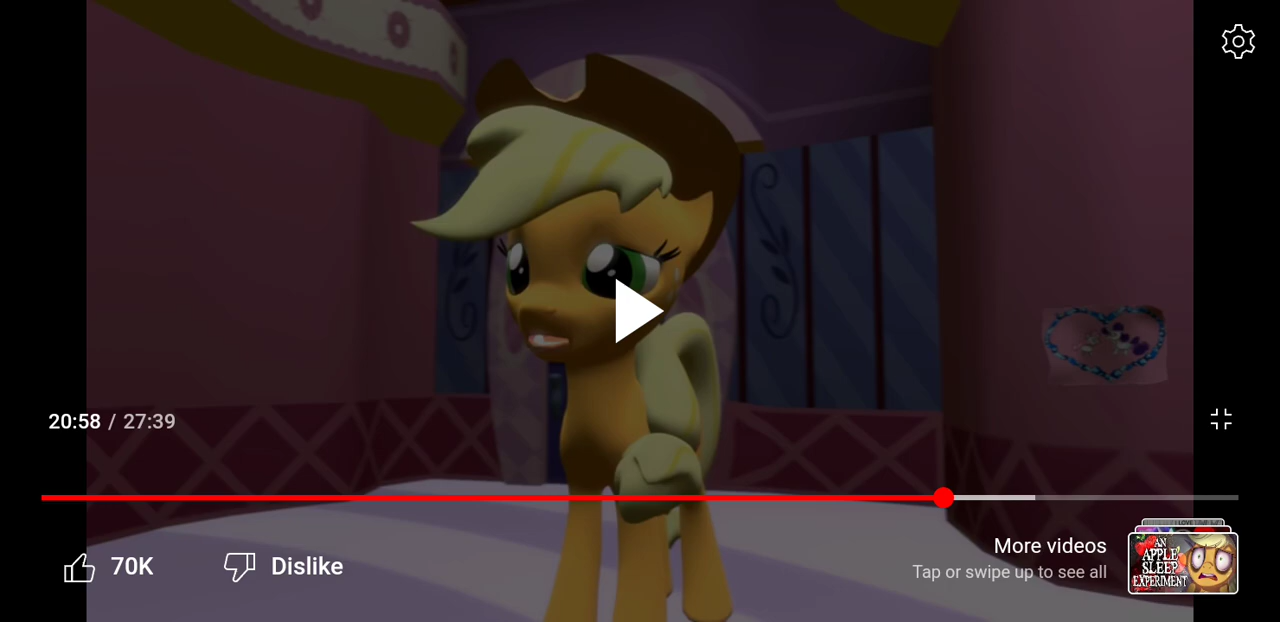 20:58 / 27:39
70K
Dislike
More videos
Tap or swipe up to see all
AN
APPLE
SLEEP
EXPERIMENT